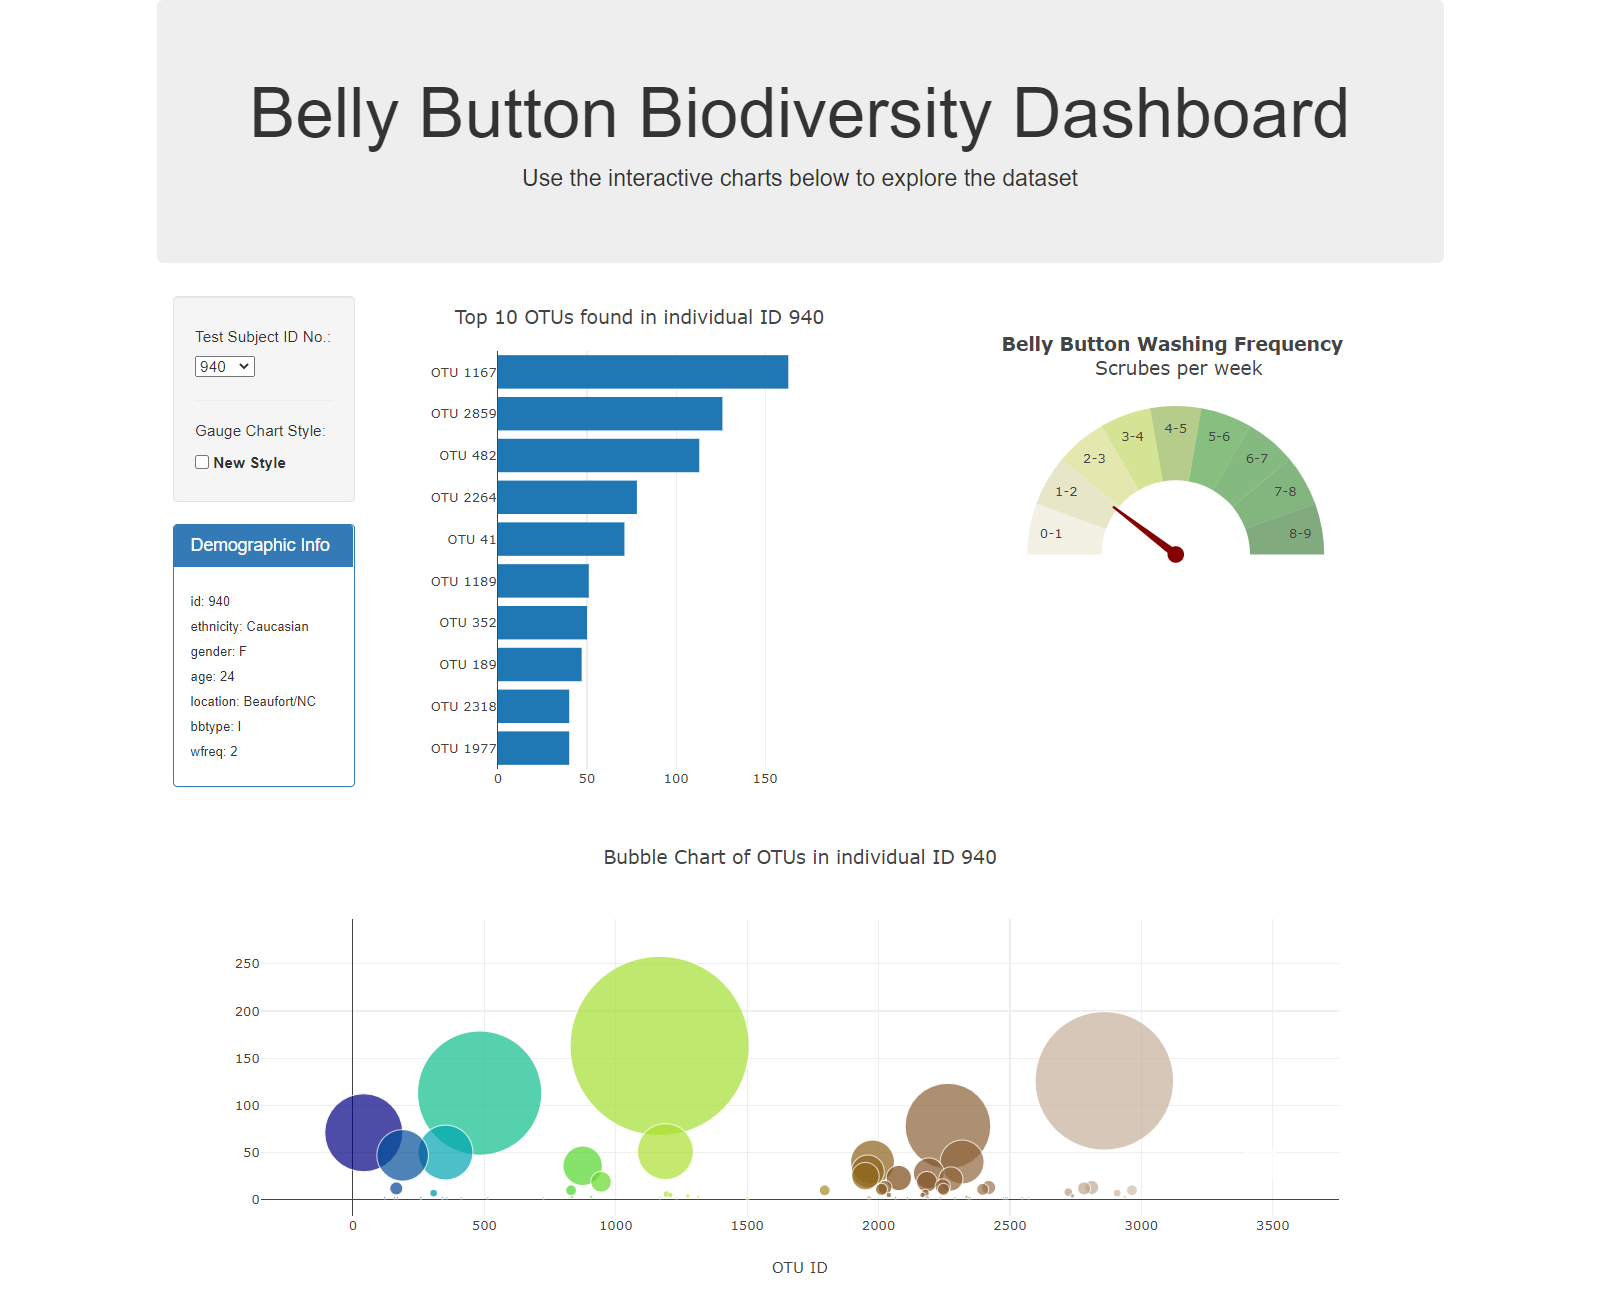 Belly Button Biodiversity Dashboard
Use the interactive charts below to explore the dataset
Test Subject ID No.:
940
Gauge Chart Style:
New Style
Demographic Info
id: 940
ethnicity: Caucasian
gender: F
age: 24
location: Beaufort/NC
bbtype: I
wfreq: 2
Top 10 OTUs found in individual ID 940
OTU 1167
OTU 2859
OTU 482
OTU 2264
OTU 41
OTU 1189
OTU 352
OTU 189
OTU 2318
OTU 1977
0 50 100 150
Belly Button Washing Frequency
Scrubes per week
0-1
1-2
2-3
3-4
4-5
5-6
6-7
7-8
8-9
Bubble Chart of OTUs in individual ID 940
250
200
150
100
50
0
0 500 1000 1500 2000 2500 3000 3500
OTU ID